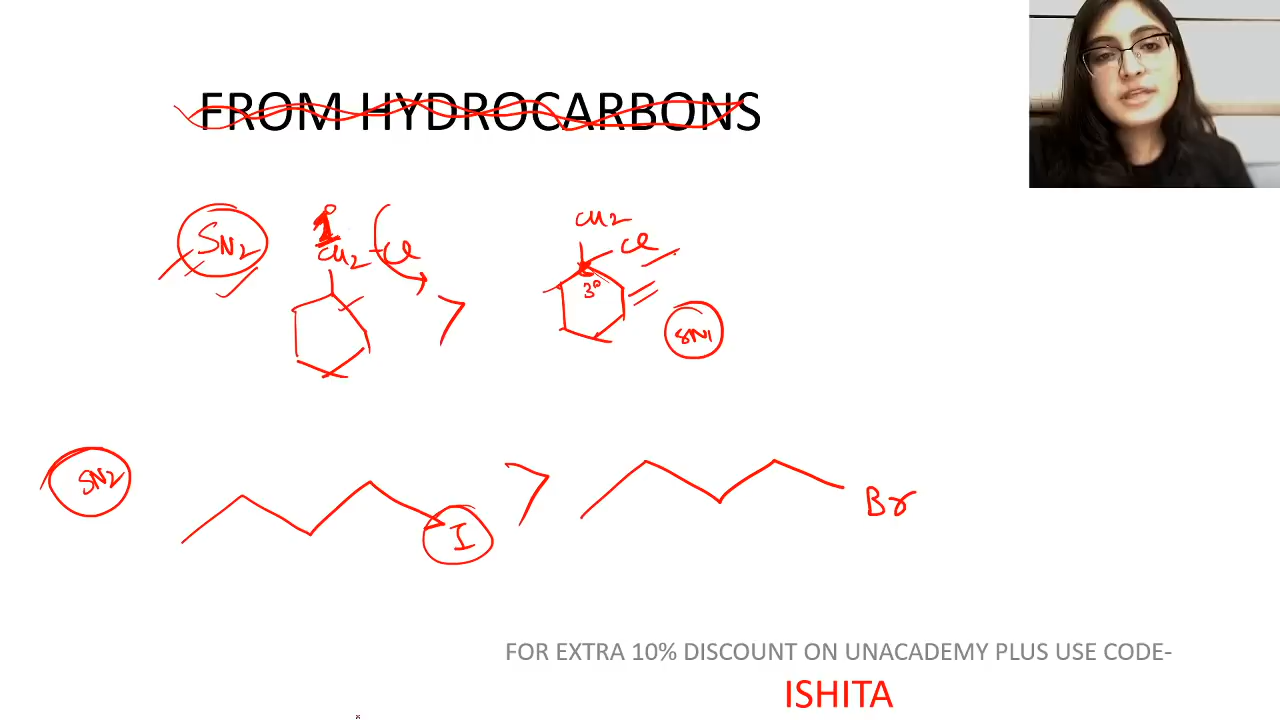 FROM HYDROCARBONS
SN2
1°
CH2-Cl
>
CH2
Cl
3°
SN1
SN2
I
>
Br
FOR EXTRA 10% DISCOUNT ON UNACADEMY PLUS USE CODE-
ISHITA